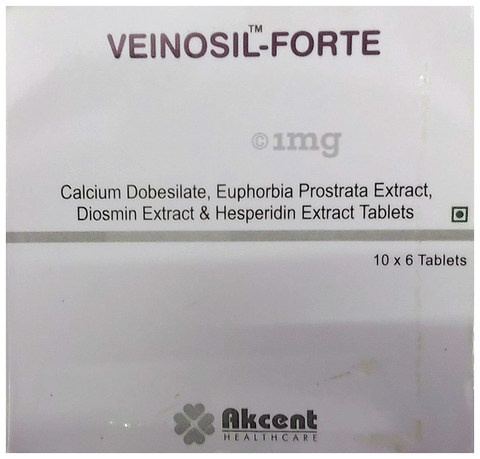 VEINOSIL™-FORTE
©1mg
Calcium Dobesilate, Euphorbia Prostrata Extract,
Diosmin Extract & Hesperidin Extract Tablets
10 x 6 Tablets
Akcent
HEALTHCARE